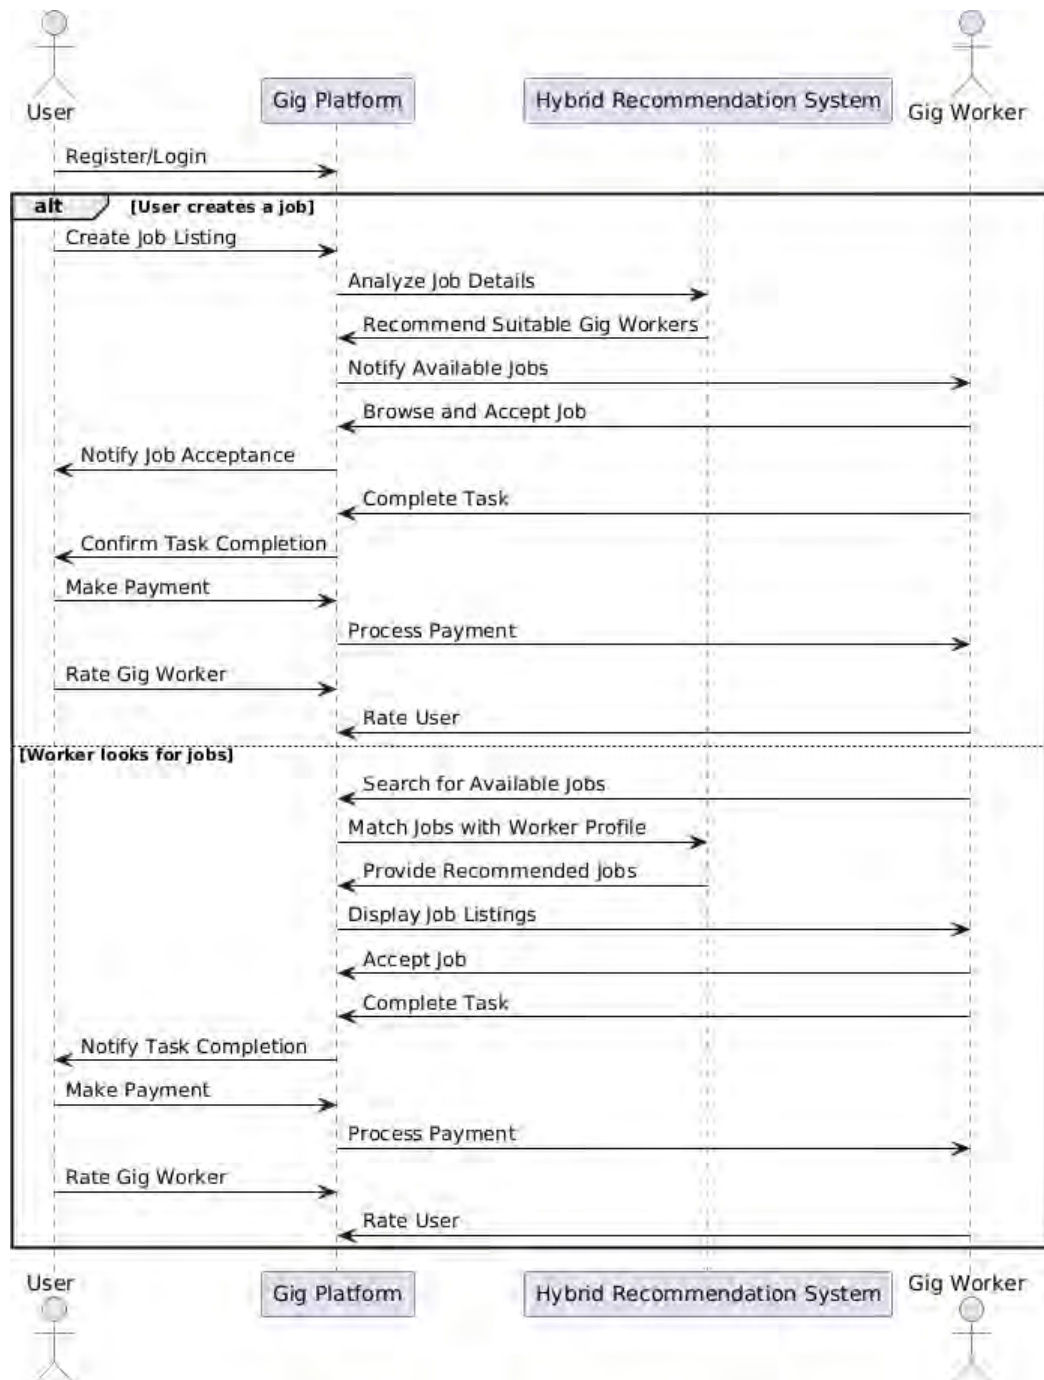 User
Gig Platform
Hybrid Recommendation System
Gig Worker
Register/Login
alt [User creates a job]
Create Job Listing
Analyze Job Details
Recommend Suitable Gig Workers
Notify Available Jobs
Browse and Accept Job
Notify Job Acceptance
Complete Task
Confirm Task Completion
Make Payment
Process Payment
Rate Gig Worker
Rate User
[Worker looks for jobs]
Search for Available Jobs
Match Jobs with Worker Profile
Provide Recommended Jobs
Display Job Listings
Accept Job
Complete Task
Notify Task Completion
Make Payment
Process Payment
Rate Gig Worker
Rate User
User
Gig Platform
Hybrid Recommendation System
Gig Worker